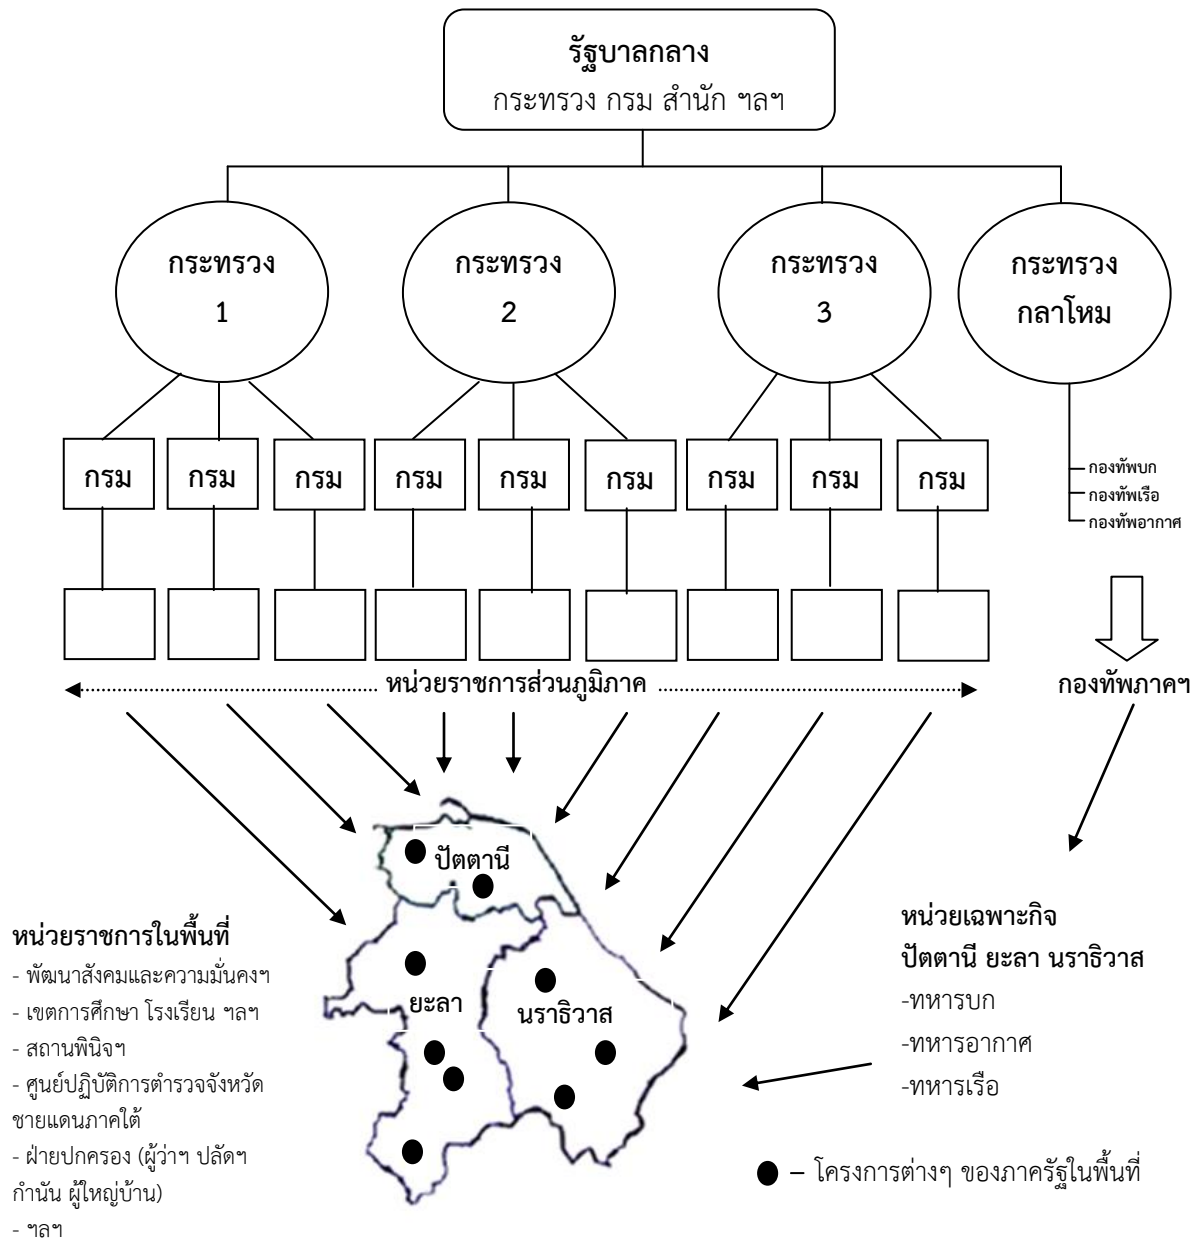 รัฐบาลกลาง
กระทรวง กรม สำนัก ฯลฯ
กระทรวง
1
กระทรวง
2
กระทรวง
3
กระทรวง
กลาโหม
กรม
กรม
กรม
กรม
กรม
กรม
กรม
กรม
กรม
กองทัพบก
กองทัพเรือ
กองทัพอากาศ
หน่วยราชการส่วนภูมิภาค
กองทัพภาคฯ
ปัตตานี
ยะลา
นราธิวาส
หน่วยราชการในพื้นที่
- พัฒนาสังคมและความมั่นคงฯ
- เขตการศึกษา โรงเรียน ฯลฯ
- สถานพินิจฯ
- ศูนย์ปฏิบัติการตำรวจจังหวัด
ชายแดนภาคใต้
- ฝ่ายปกครอง (ผู้ว่าฯ ปลัดฯ
กำนัน ผู้ใหญ่บ้าน)
- ฯลฯ
หน่วยเฉพาะกิจ
ปัตตานี ยะลา นราธิวาส
-ทหารบก
-ทหารอากาศ
-ทหารเรือ
– โครงการต่างๆ ของภาครัฐในพื้นที่